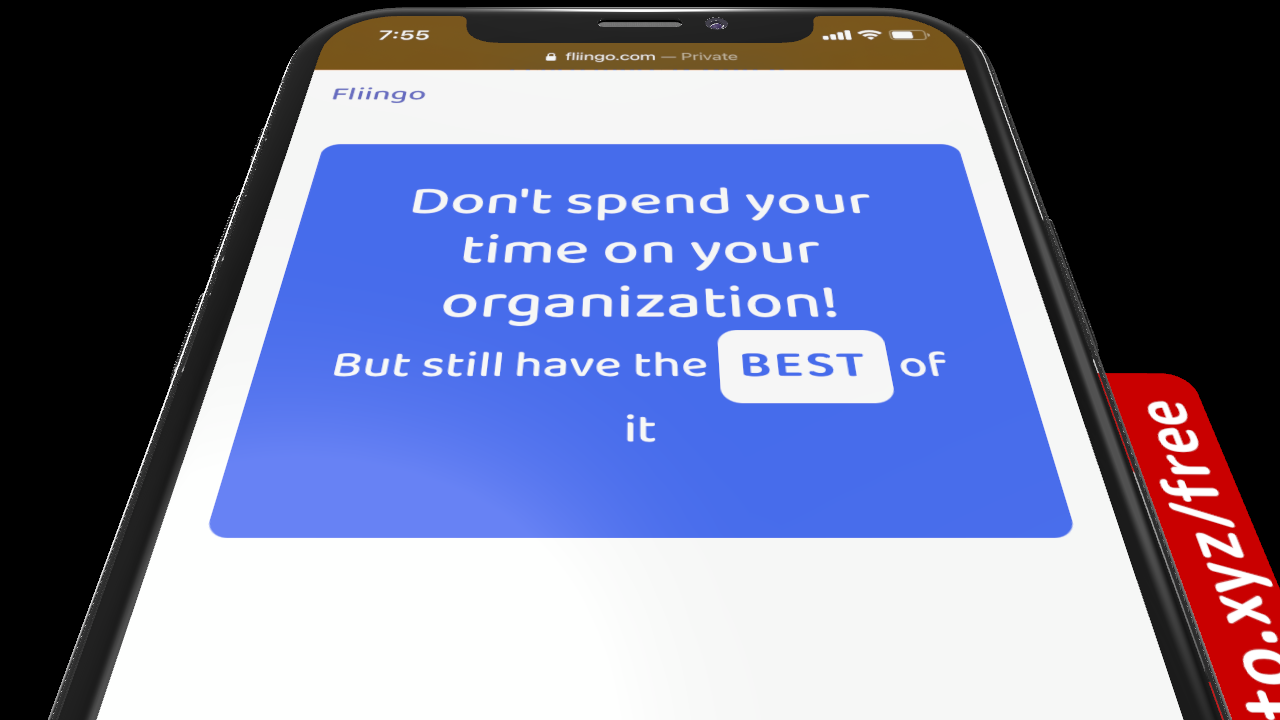 7:55
fliingo.com — Private
Fliingo
Don't spend your
time on your
organization!
But still have the BEST of
it
to.xyz/free